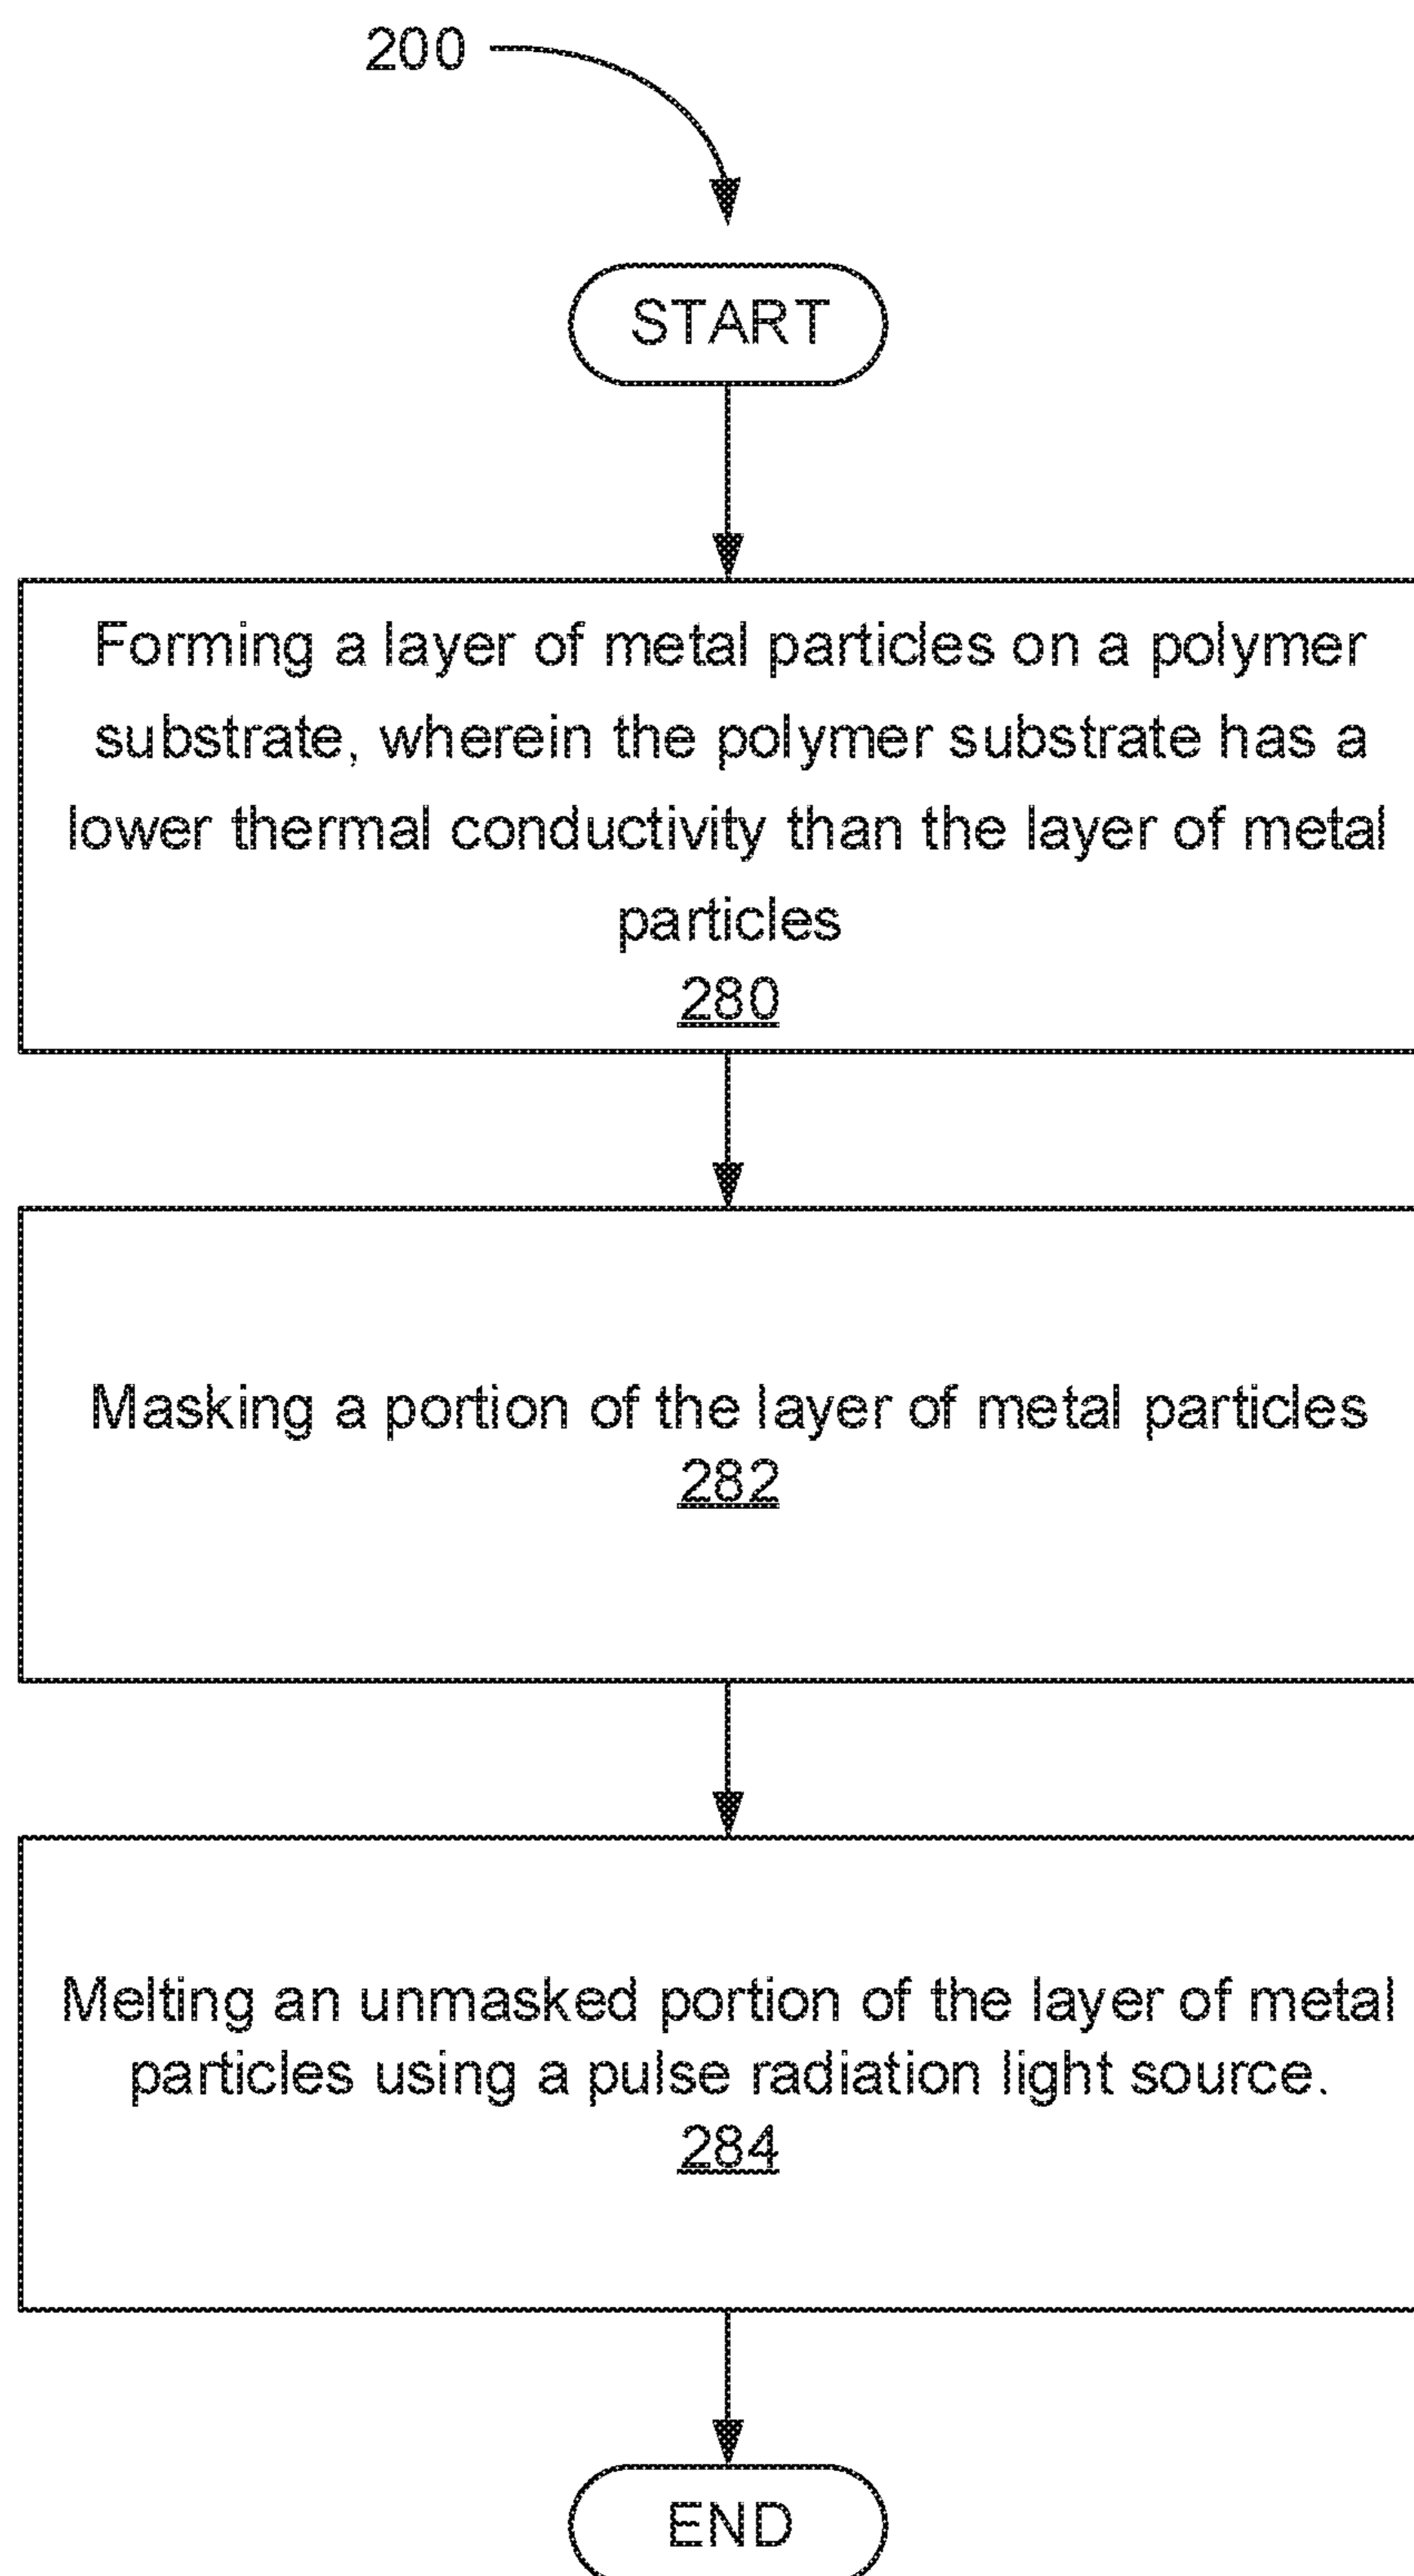 200
START
Forming a layer of metal particles on a polymer
substrate, wherein the polymer substrate has a
lower thermal conductivity than the layer of metal
particles
280
Masking a portion of the layer of metal particles
282
Melting an unmasked portion of the layer of metal
particles using a pulse radiation light source.
284
END